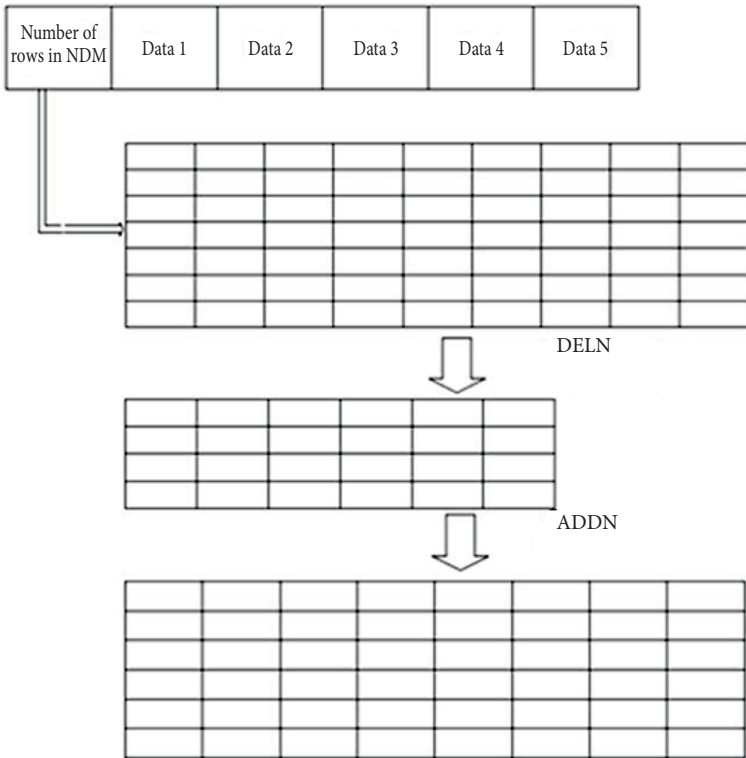 Number of
rows in NDM
Data 1
Data 2
Data 3
Data 4
Data 5
DELN
ADDN